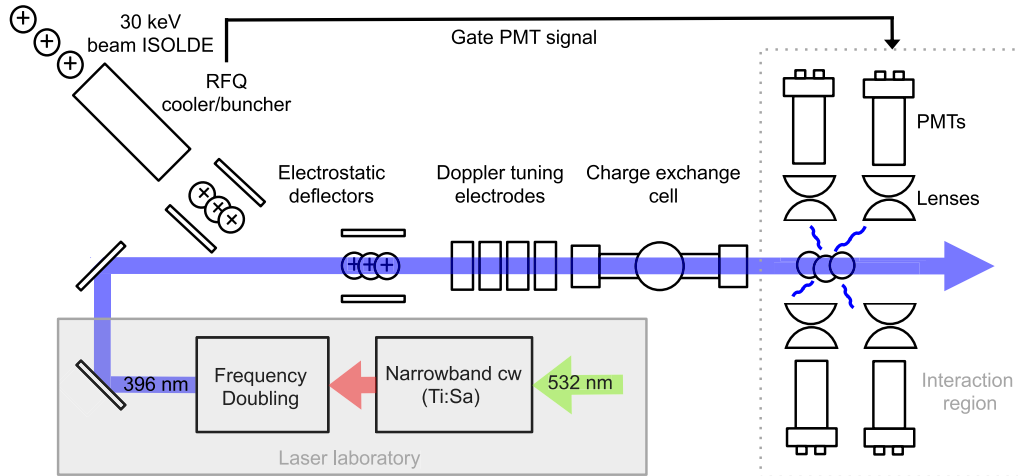 30 keV
beam ISOLDE
Gate PMT signal
RFQ
cooler/buncher
PMTs
Electrostatic
deflectors
Doppler tuning
electrodes
Charge exchange
cell
Lenses
+
+
+
+
+
+
+
+
+
396 nm
Frequency
Doubling
Narrowband cw
(Ti:Sa)
532 nm
Interaction
region
Laser laboratory